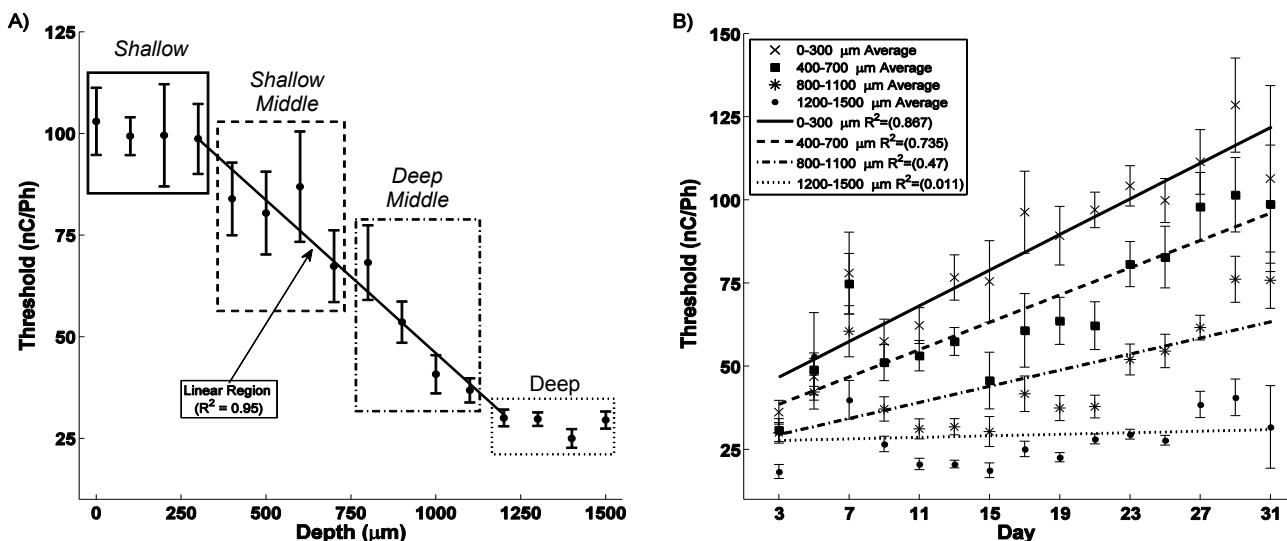 A)
Shallow
Shallow
Middle
Deep
Middle
Deep
Linear Region
(R² = 0.95)
Threshold (nC/Ph)
125
100
75
50
25
0 250 500 750 1000 1250 1500
Depth (μm)
B)
0-300 μm Average
400-700 μm Average
800-1100 μm Average
1200-1500 μm Average
0-300 μm R²=(0.867)
400-700 μm R²=(0.735)
800-1100 μm R²=(0.47)
1200-1500 μm R²=(0.011)
Threshold (nC/Ph)
150
125
100
75
50
25
3 7 11 15 19 23 27 31
Day